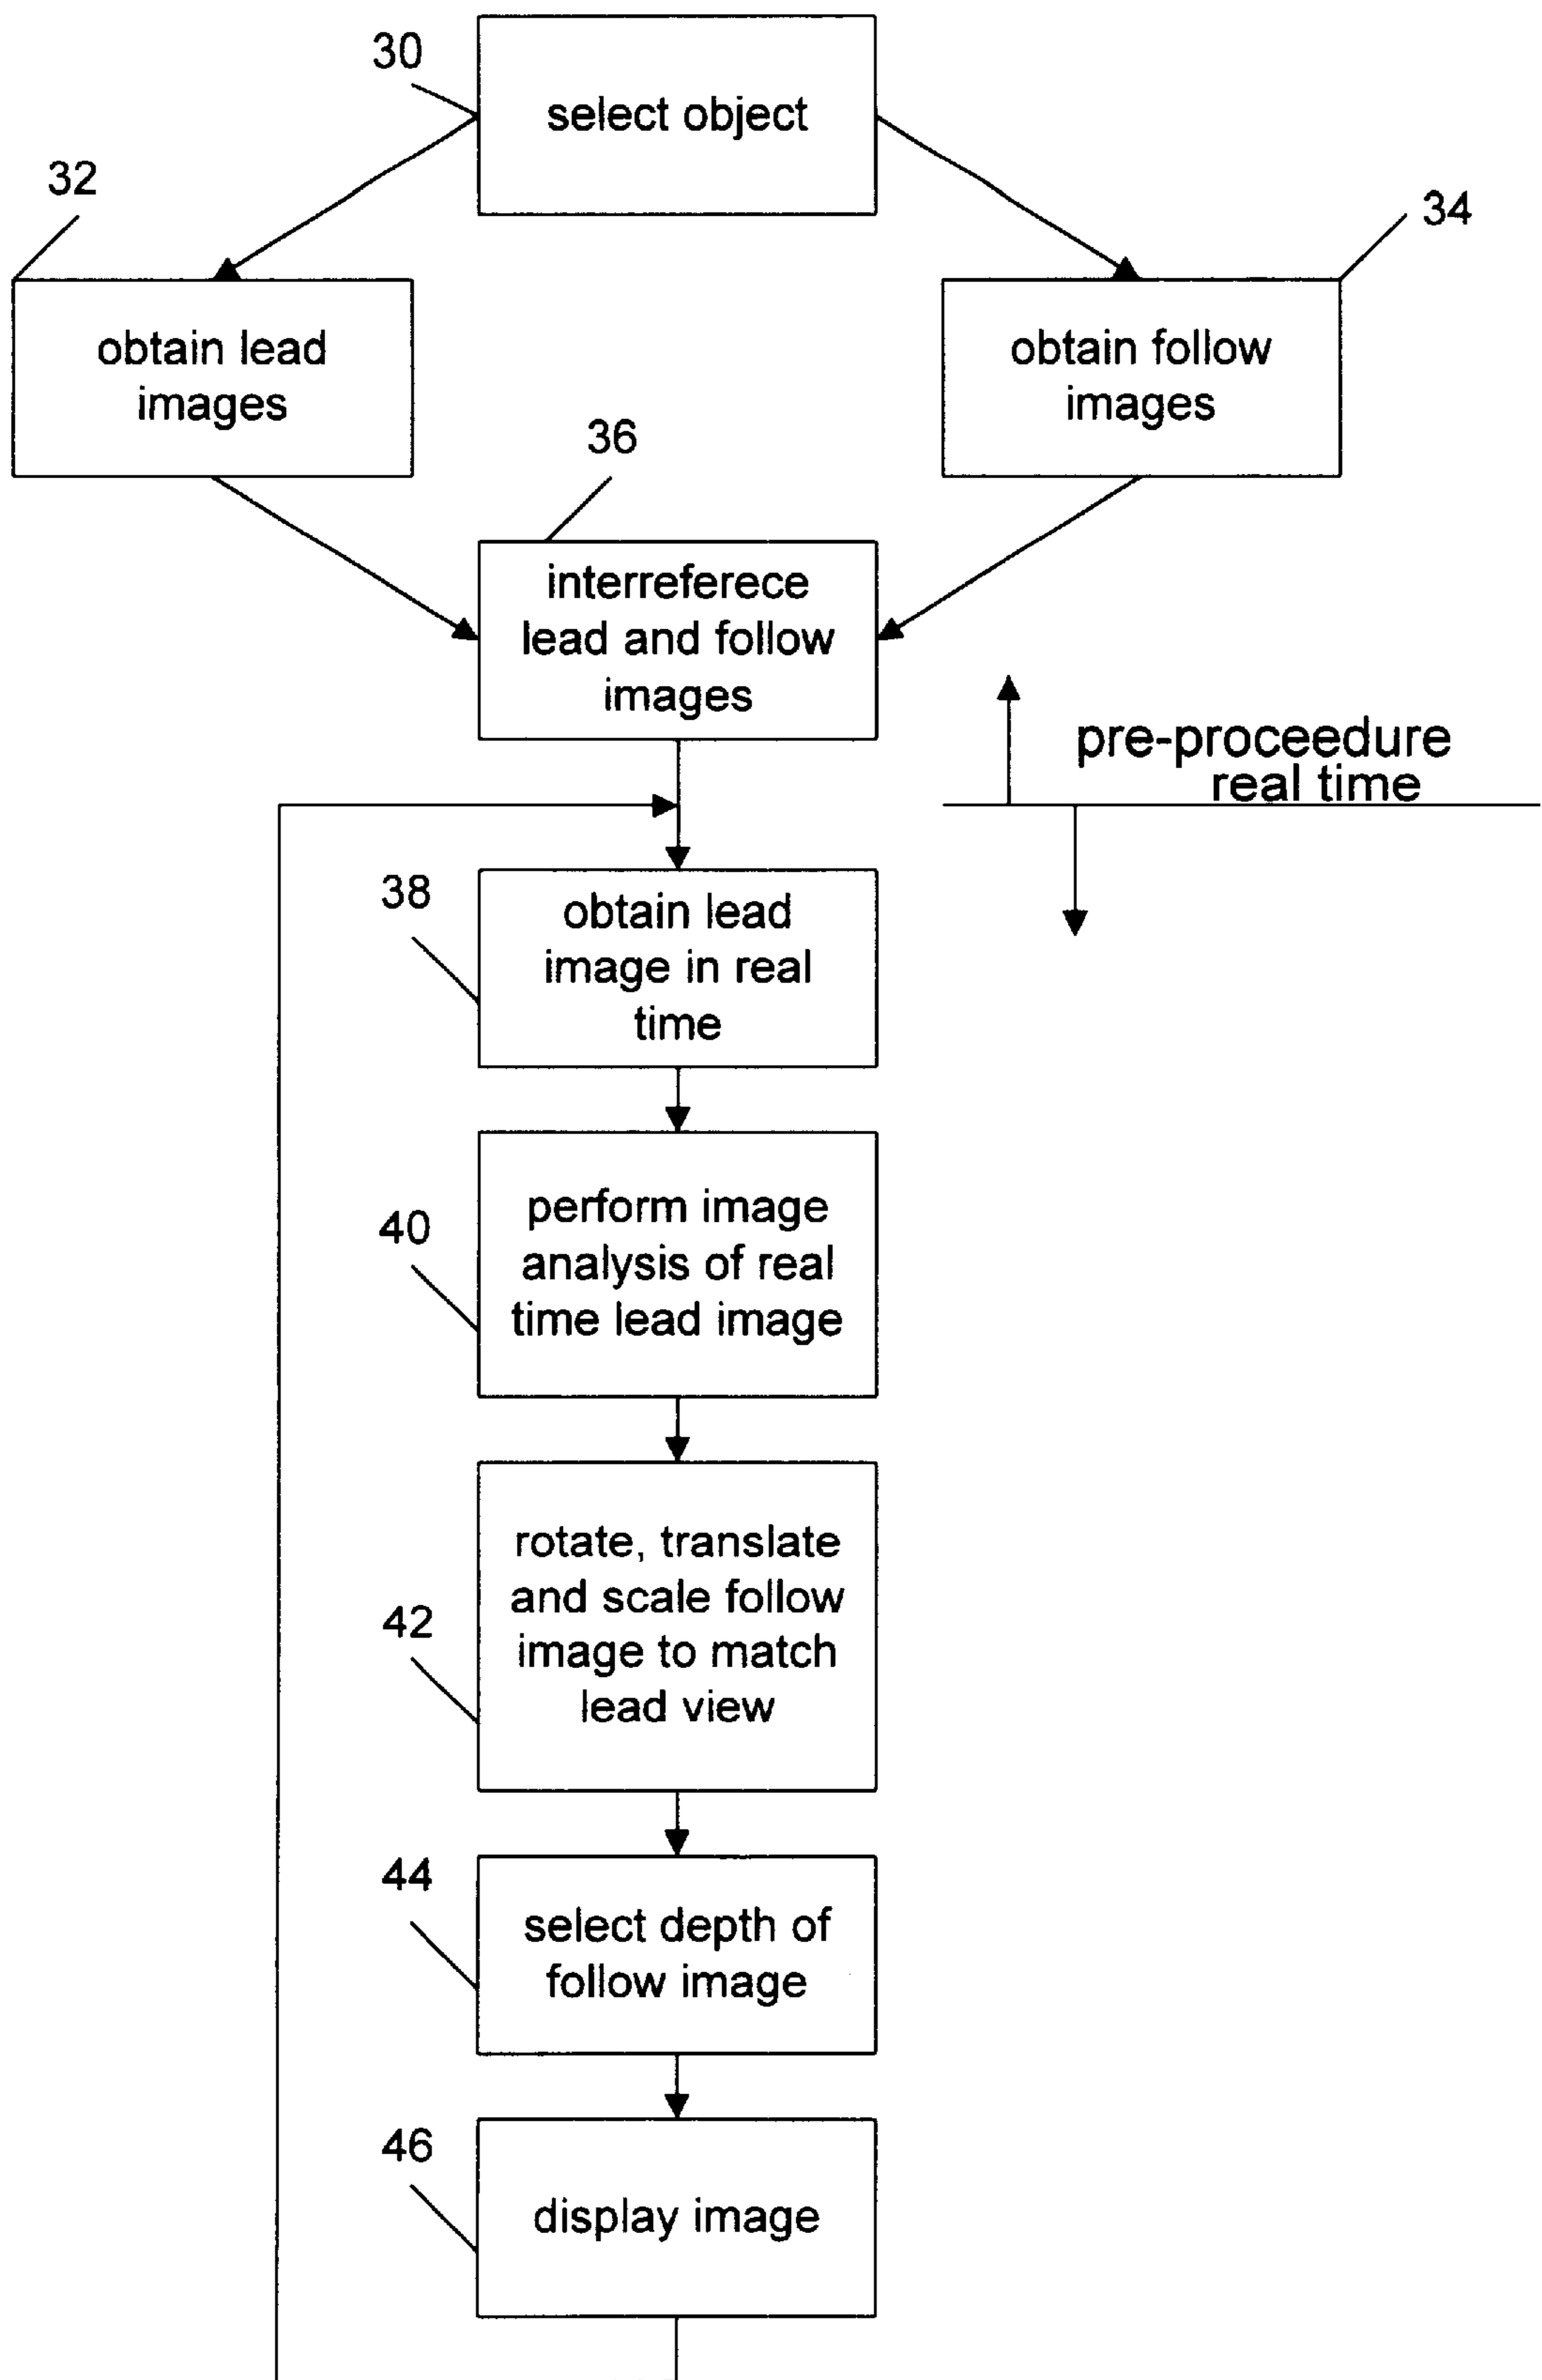 30
select object
32
34
obtain lead
images
obtain follow
images
36
interreferece
lead and follow
images
pre-proceedure
real time
38
obtain lead
image in real
time
40
perform image
analysis of real
time lead image
42
rotate, translate
and scale follow
image to match
lead view
44
select depth of
follow image
46
display image